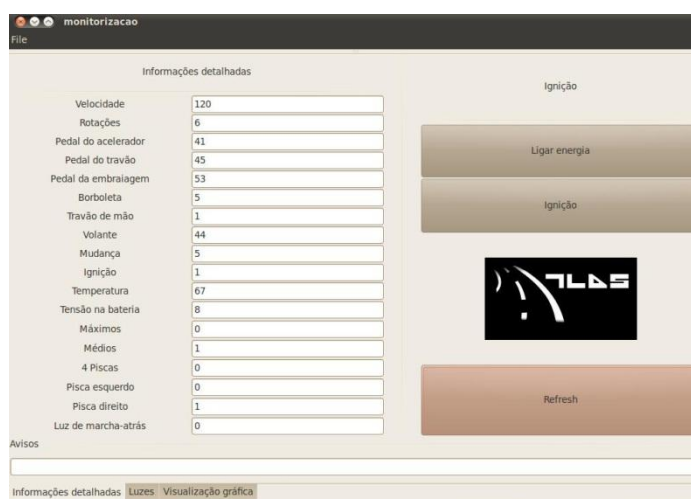 monitorizacao
File
Informações detalhadas
Velocidade 120
Rotações 6
Pedal do acelerador 41
Pedal do travão 45
Pedal da embraiagem 53
Borboleta 5
Travão de mão 1
Volante 44
Mudança 5
Ignição 1
Temperatura 67
Tensão na bateria 8
Máximos 0
Médios 1
4 Piscas 0
Pisca esquerdo 0
Pisca direito 1
Luz de marcha-atrás 0
Ignição
Ligar energia
Ignição
Refresh
Avisos
Informações detalhadas Luzes Visualização gráfica